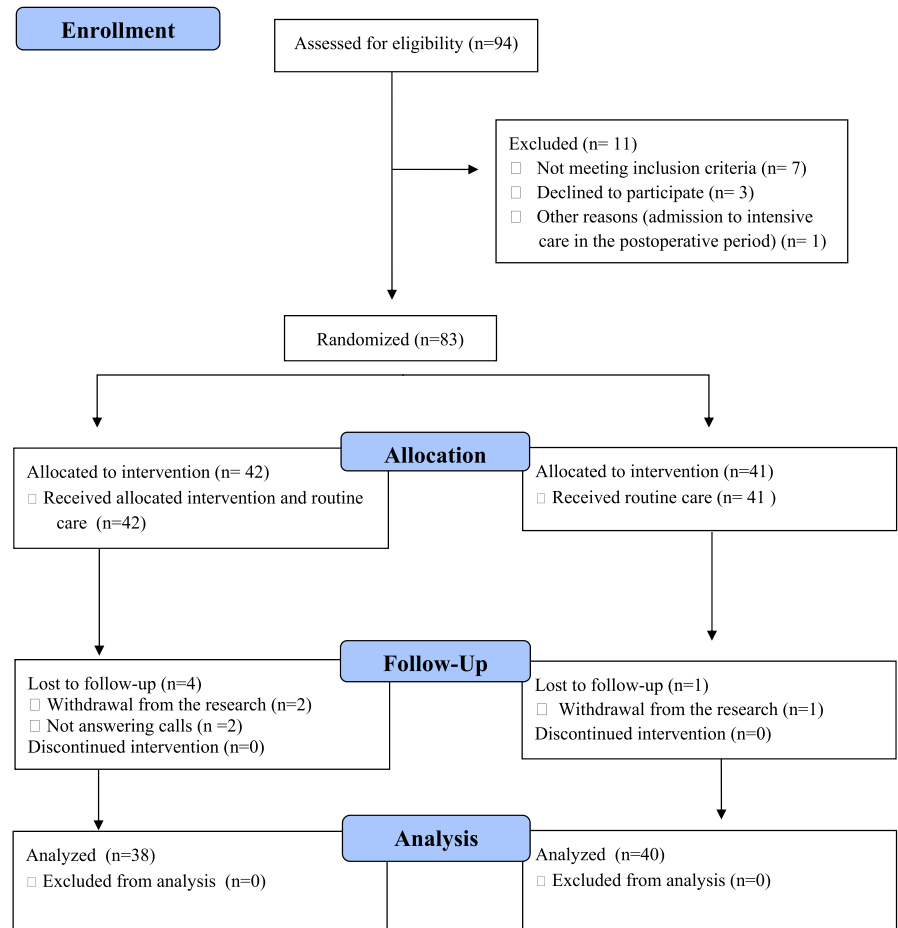 Enrollment
Assessed for eligibility (n=94)
Excluded (n= 11)
Not meeting inclusion criteria (n= 7)
Declined to participate (n= 3)
Other reasons (admission to intensive
care in the postoperative period) (n= 1)
Randomized (n=83)
Allocation
Allocated to intervention (n= 42)
Received allocated intervention and routine
care (n=42)
Allocated to intervention (n=41)
Received routine care (n= 41 )
Follow-Up
Lost to follow-up (n=4)
Withdrawal from the research (n=2)
Not answering calls (n =2)
Discontinued intervention (n=0)
Lost to follow-up (n=1)
Withdrawal from the research (n=1)
Discontinued intervention (n=0)
Analysis
Analyzed (n=38)
Excluded from analysis (n=0)
Analyzed (n=40)
Excluded from analysis (n=0)